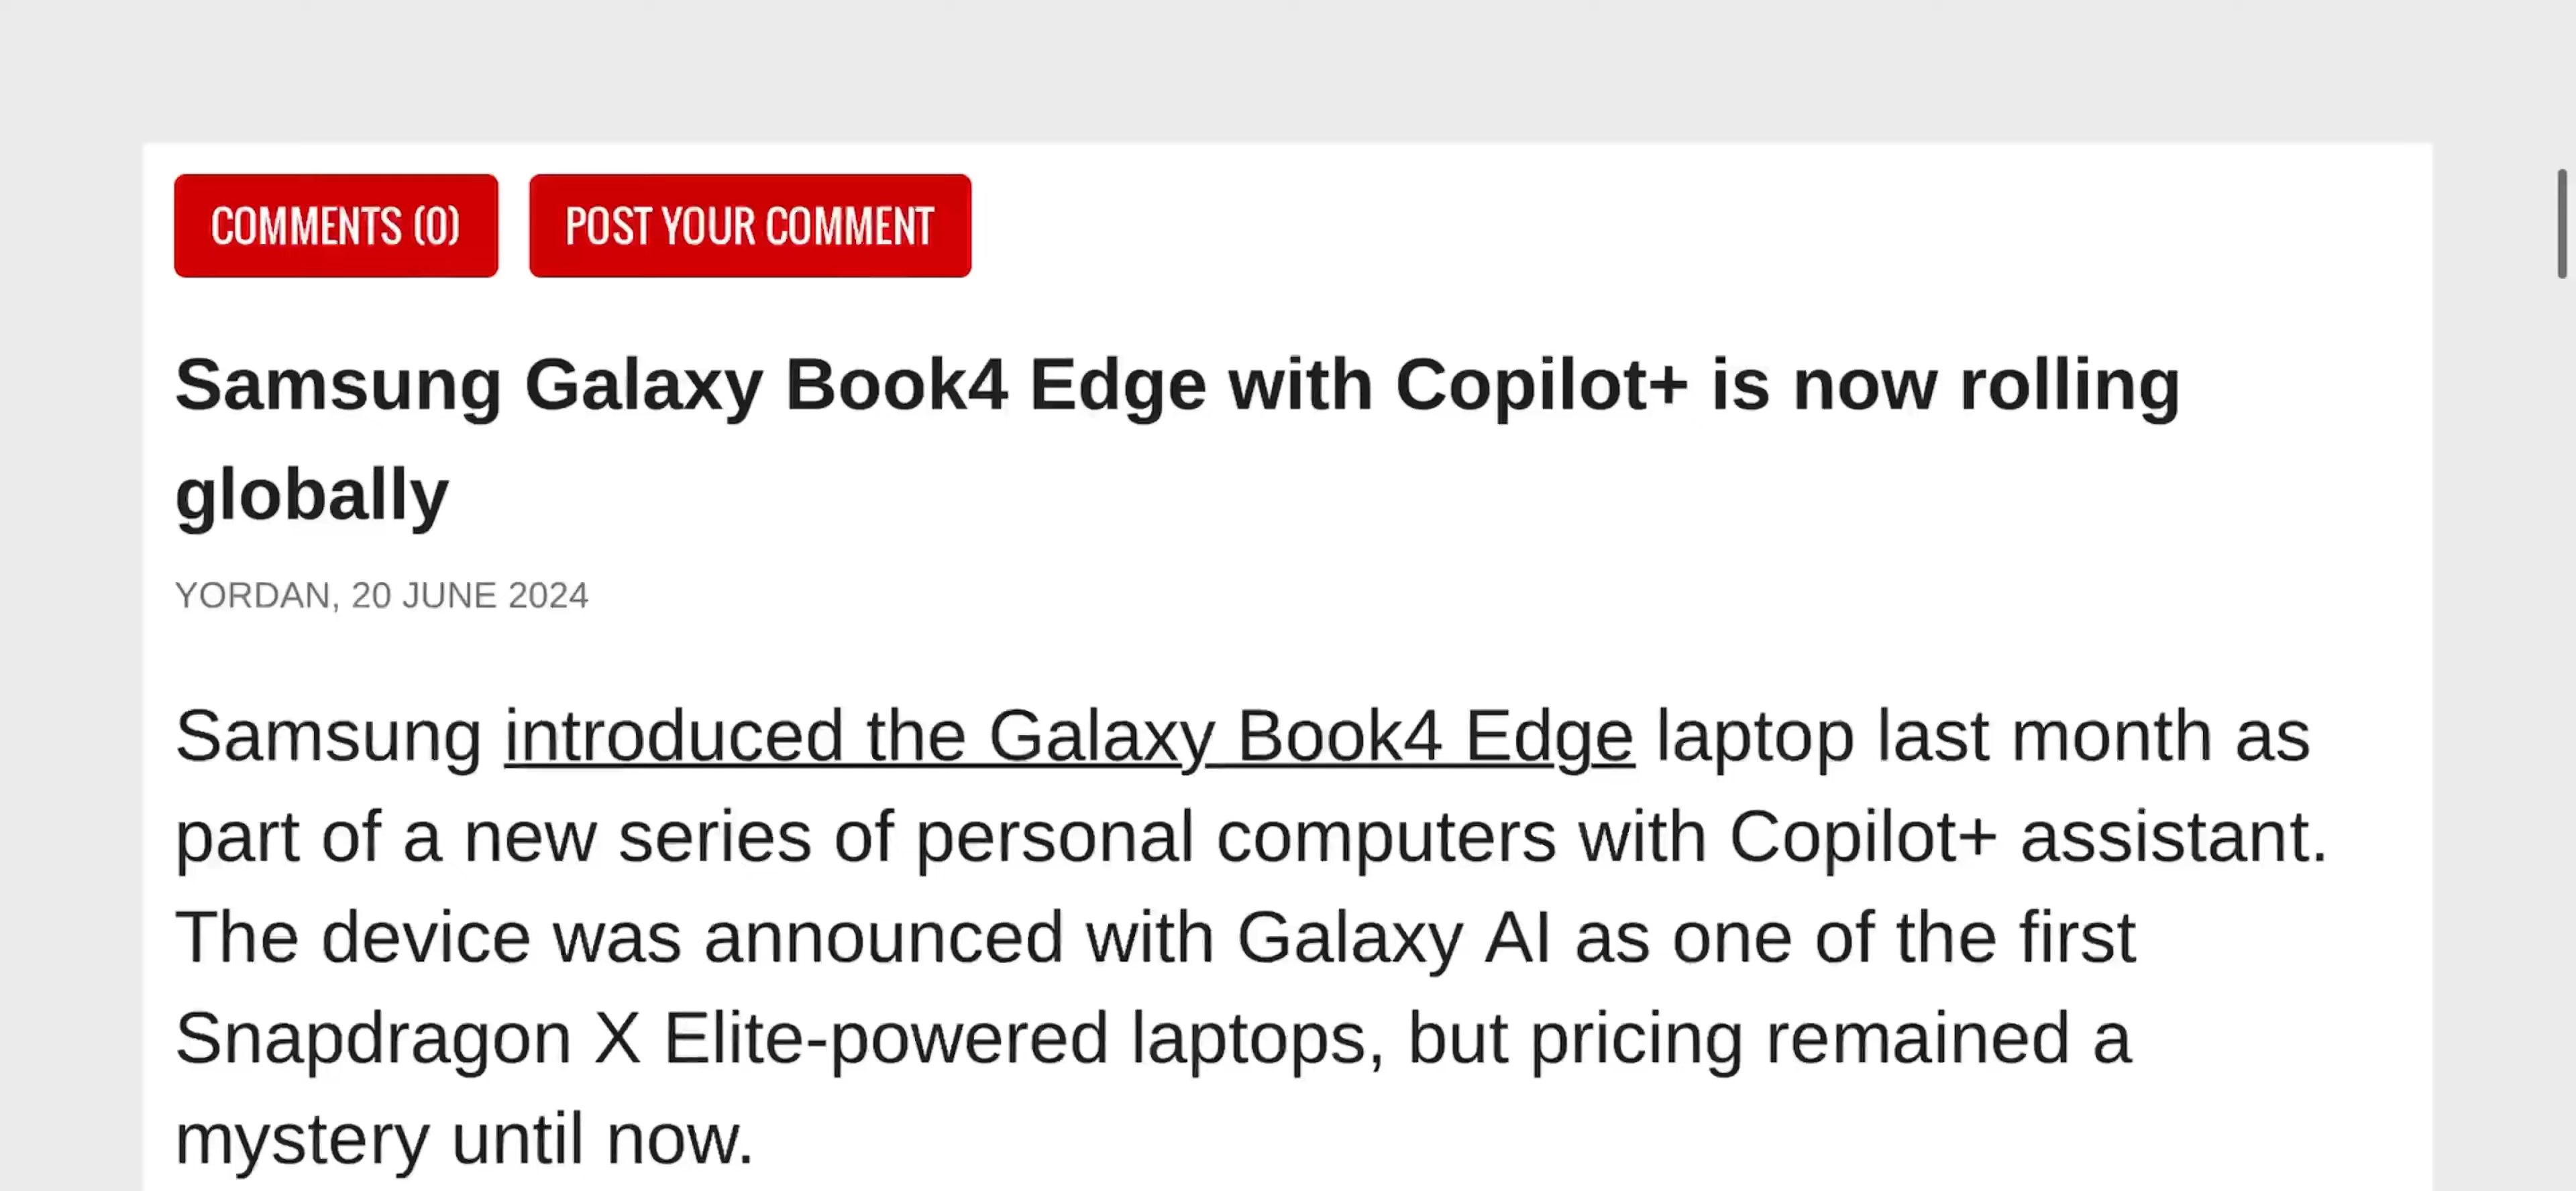 COMMENTS (0) POST YOUR COMMENT
Samsung Galaxy Book4 Edge with Copilot+ is now rolling
globally
YORDAN, 20 JUNE 2024
Samsung introduced the Galaxy Book4 Edge laptop last month as
part of a new series of personal computers with Copilot+ assistant.
The device was announced with Galaxy AI as one of the first
Snapdragon X Elite-powered laptops, but pricing remained a
mystery until now.